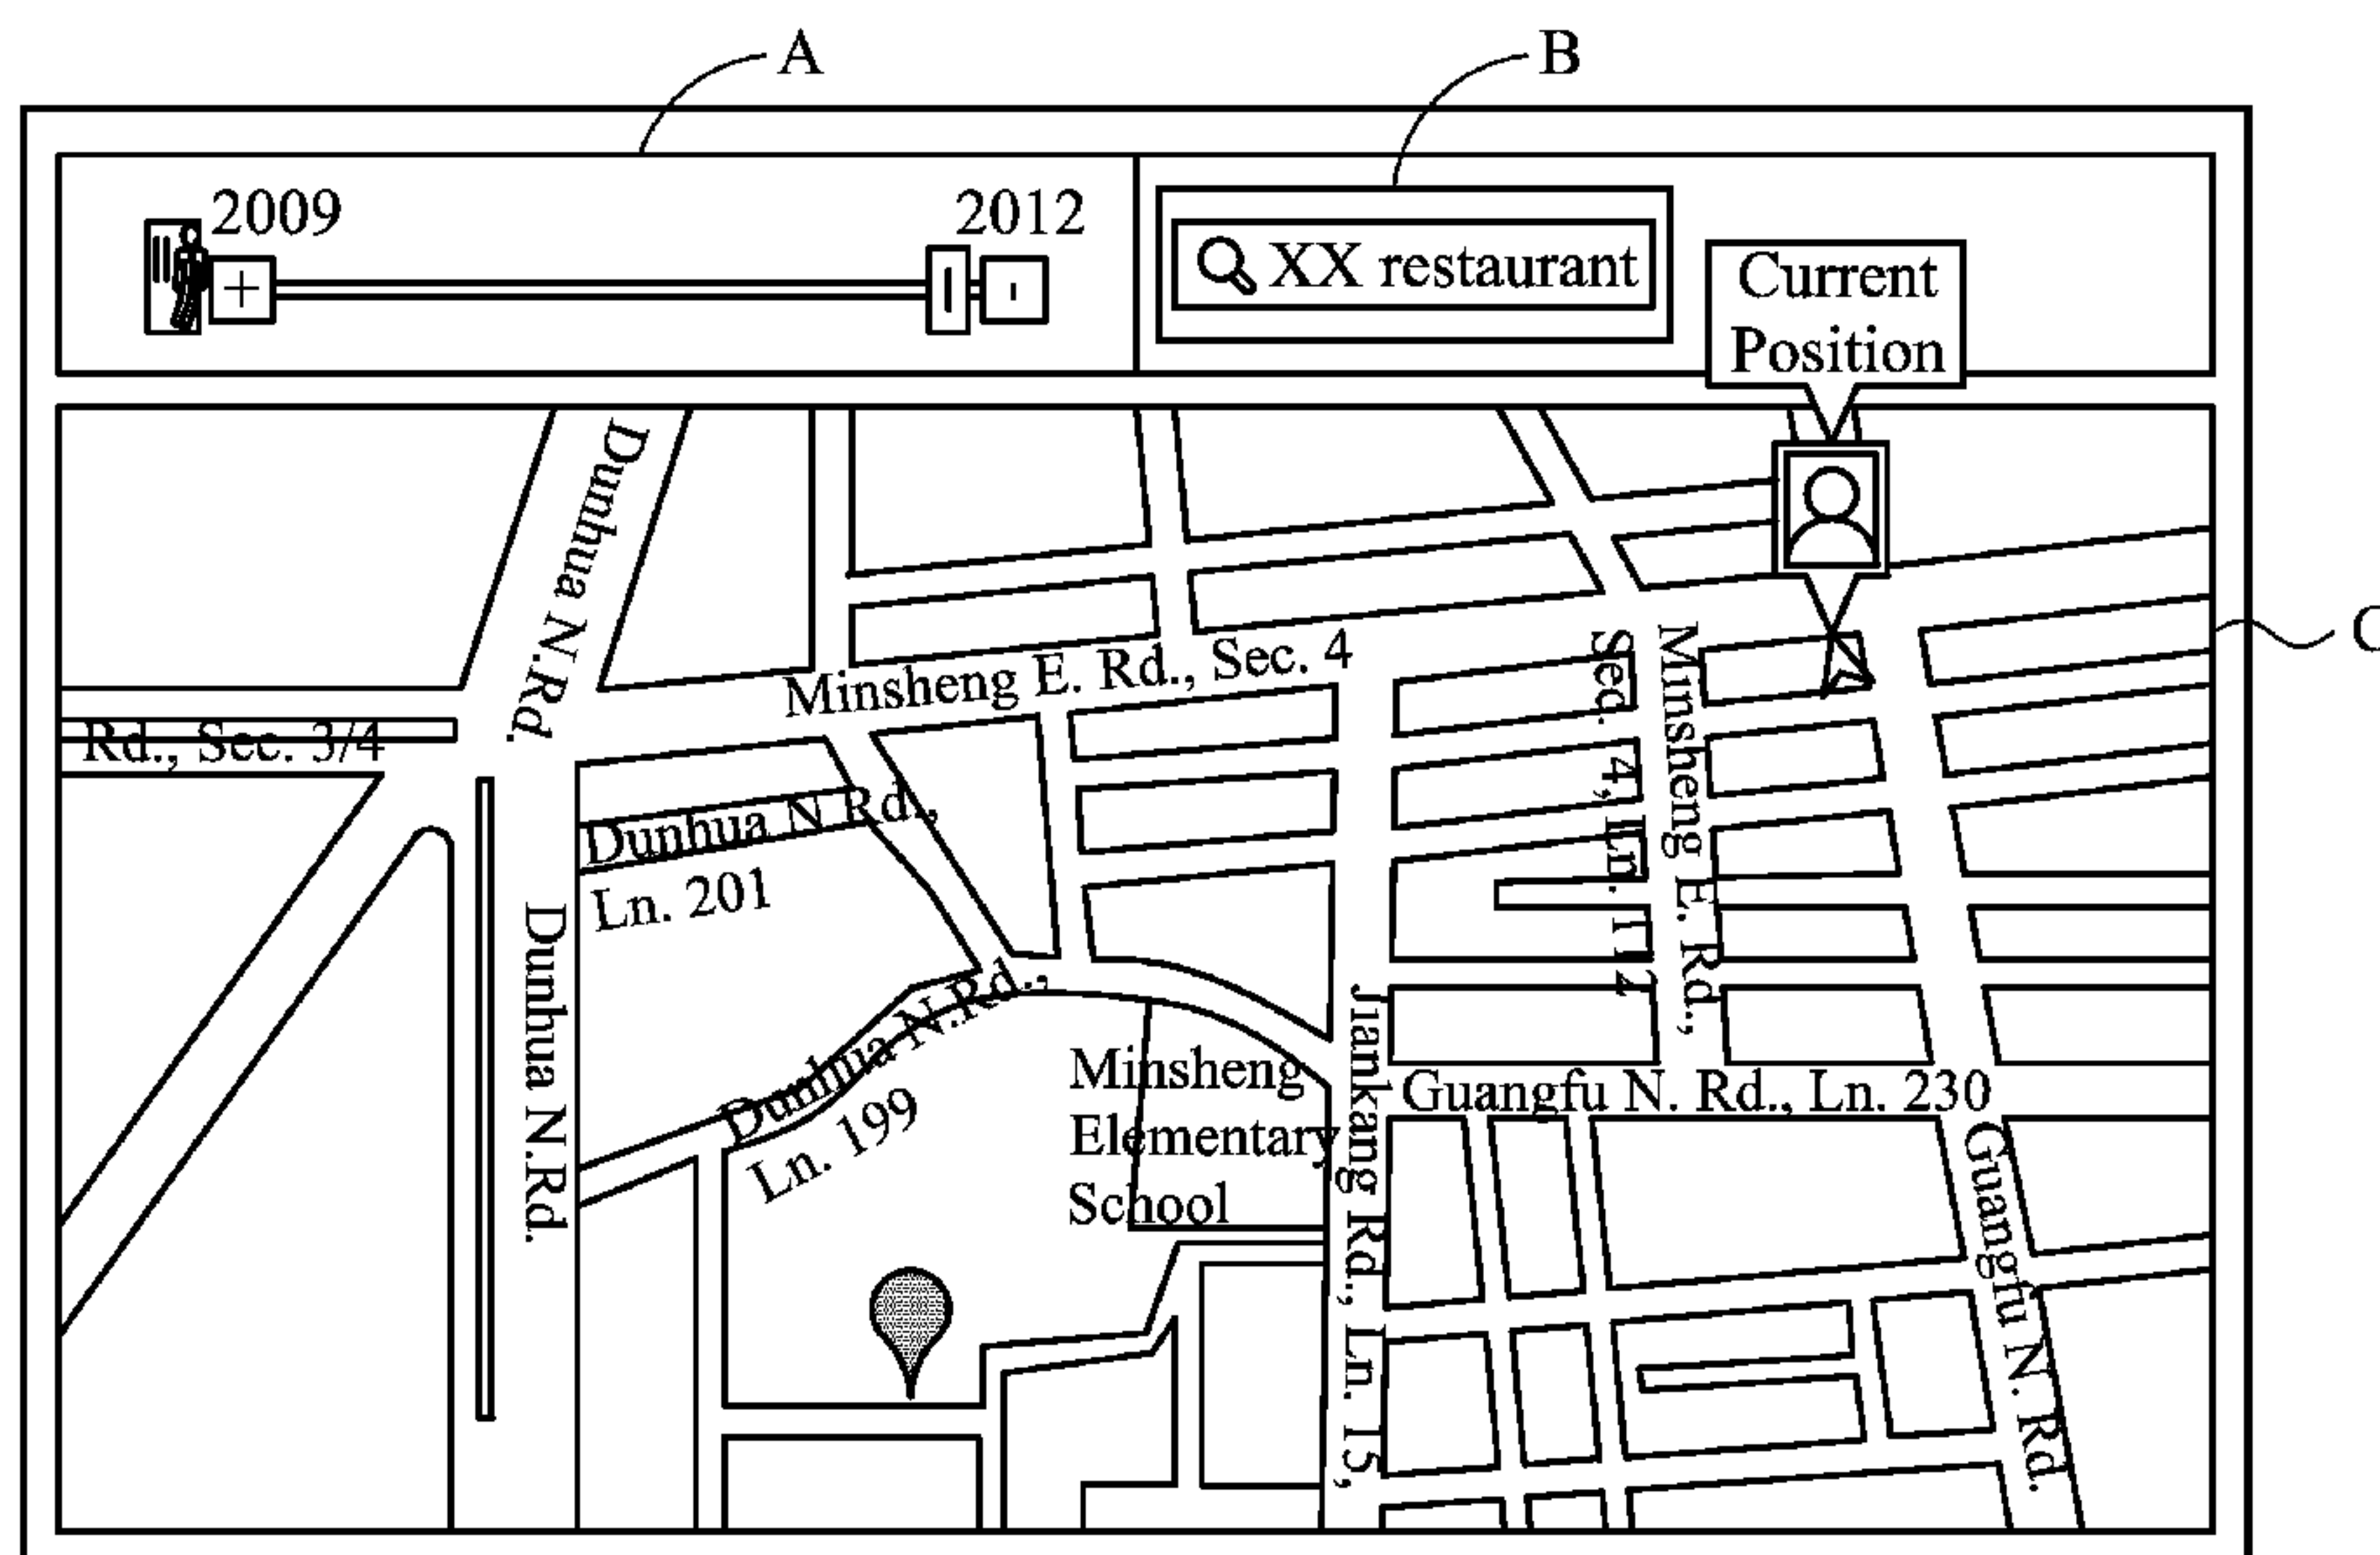 A
B
2009
2012
+
-
XX restaurant
Current
Position
C
Dunhua N.Rd.
Minsheng E. Rd., Sec. 4
Rd., Sec. 3/4
Minsheng E. Rd.,
Sec. 4, Ln. 112
Dunhua N Rd.,
Ln. 201
Dunhua N.Rd.
Dunhua N.Rd.,
Ln. 199
Minsheng
Elementary
School
Jiankang Rd., Ln. 15,
Guangfu N. Rd., Ln. 230
Guangfu N. Rd.